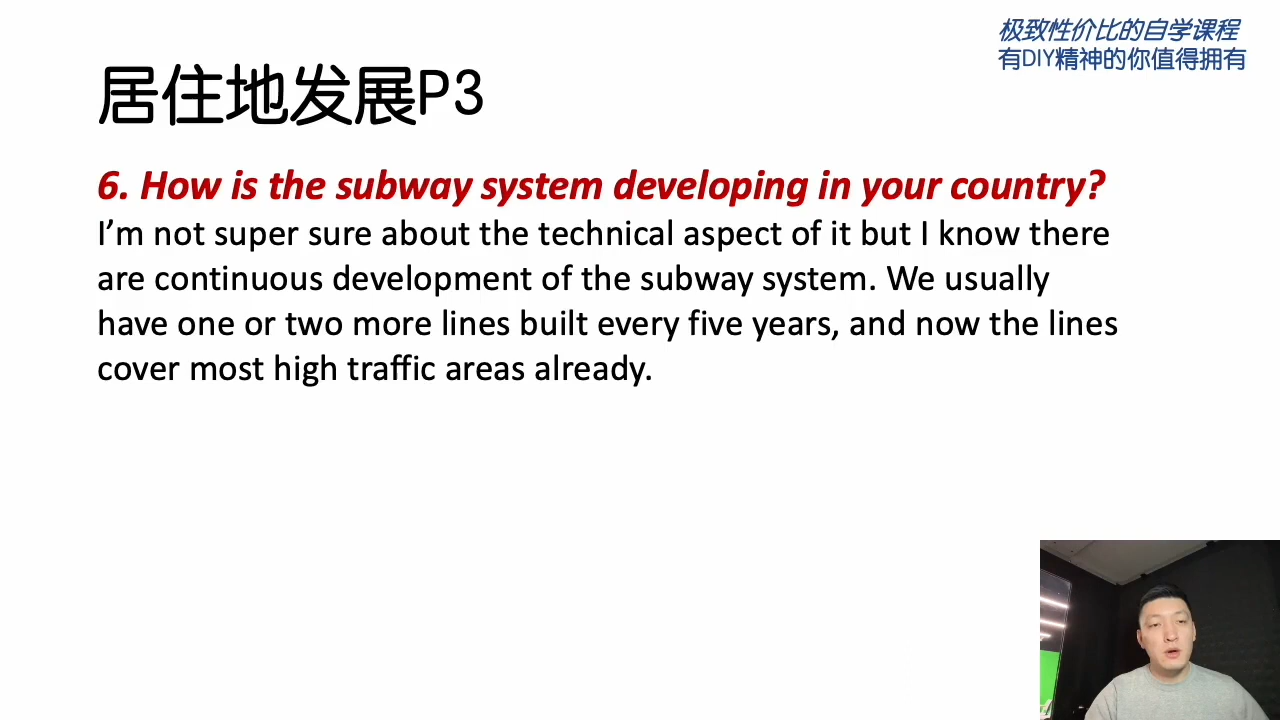 极致性价比的自学课程
有DIY精神的你值得拥有
居住地发展P3
6. How is the subway system developing in your country?
I’m not super sure about the technical aspect of it but I know there
are continuous development of the subway system. We usually
have one or two more lines built every five years, and now the lines
cover most high traffic areas already.